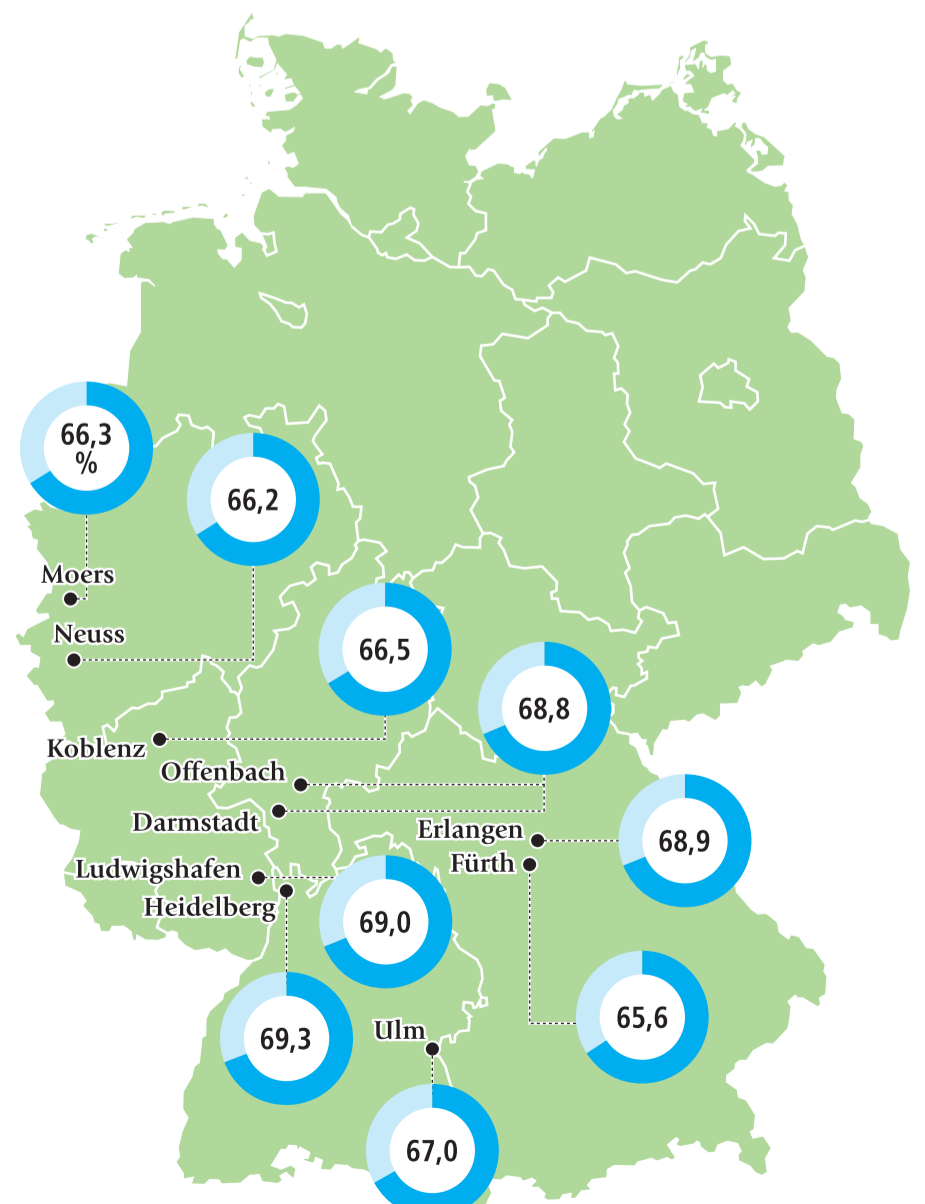 66,3
%
66,2
Moers
Neuss
66,5
68,8
Koblenz
Offenbach
Darmstadt
Erlangen
68,9
Fürth
Ludwigshafen
Heidelberg
69,0
65,6
Ulm
69,3
67,0